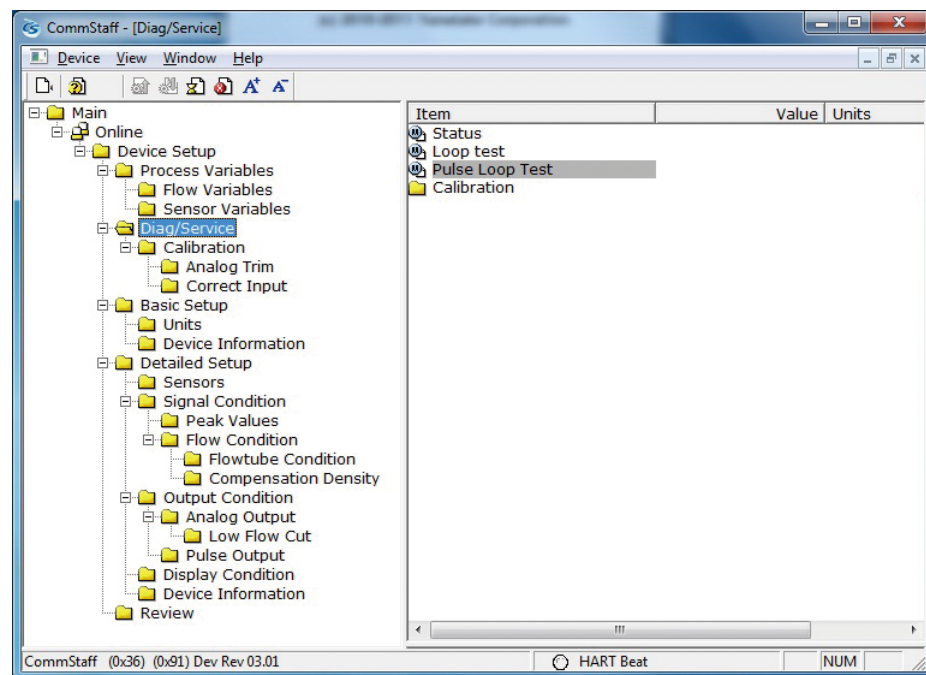 CommStaff - [Diag/Service]
Device View Window Help
Main
Online
Device Setup
Process Variables
Flow Variables
Sensor Variables
Diag/Service
Calibration
Analog Trim
Correct Input
Basic Setup
Units
Device Information
Detailed Setup
Sensors
Signal Condition
Peak Values
Flow Condition
Flowtube Condition
Compensation Density
Output Condition
Analog Output
Low Flow Cut
Pulse Output
Display Condition
Device Information
Review
Item Value Units
Status
Loop test
Pulse Loop Test
Calibration
CommStaff (0x36) (0x91) Dev Rev 03.01 HART Beat NUM